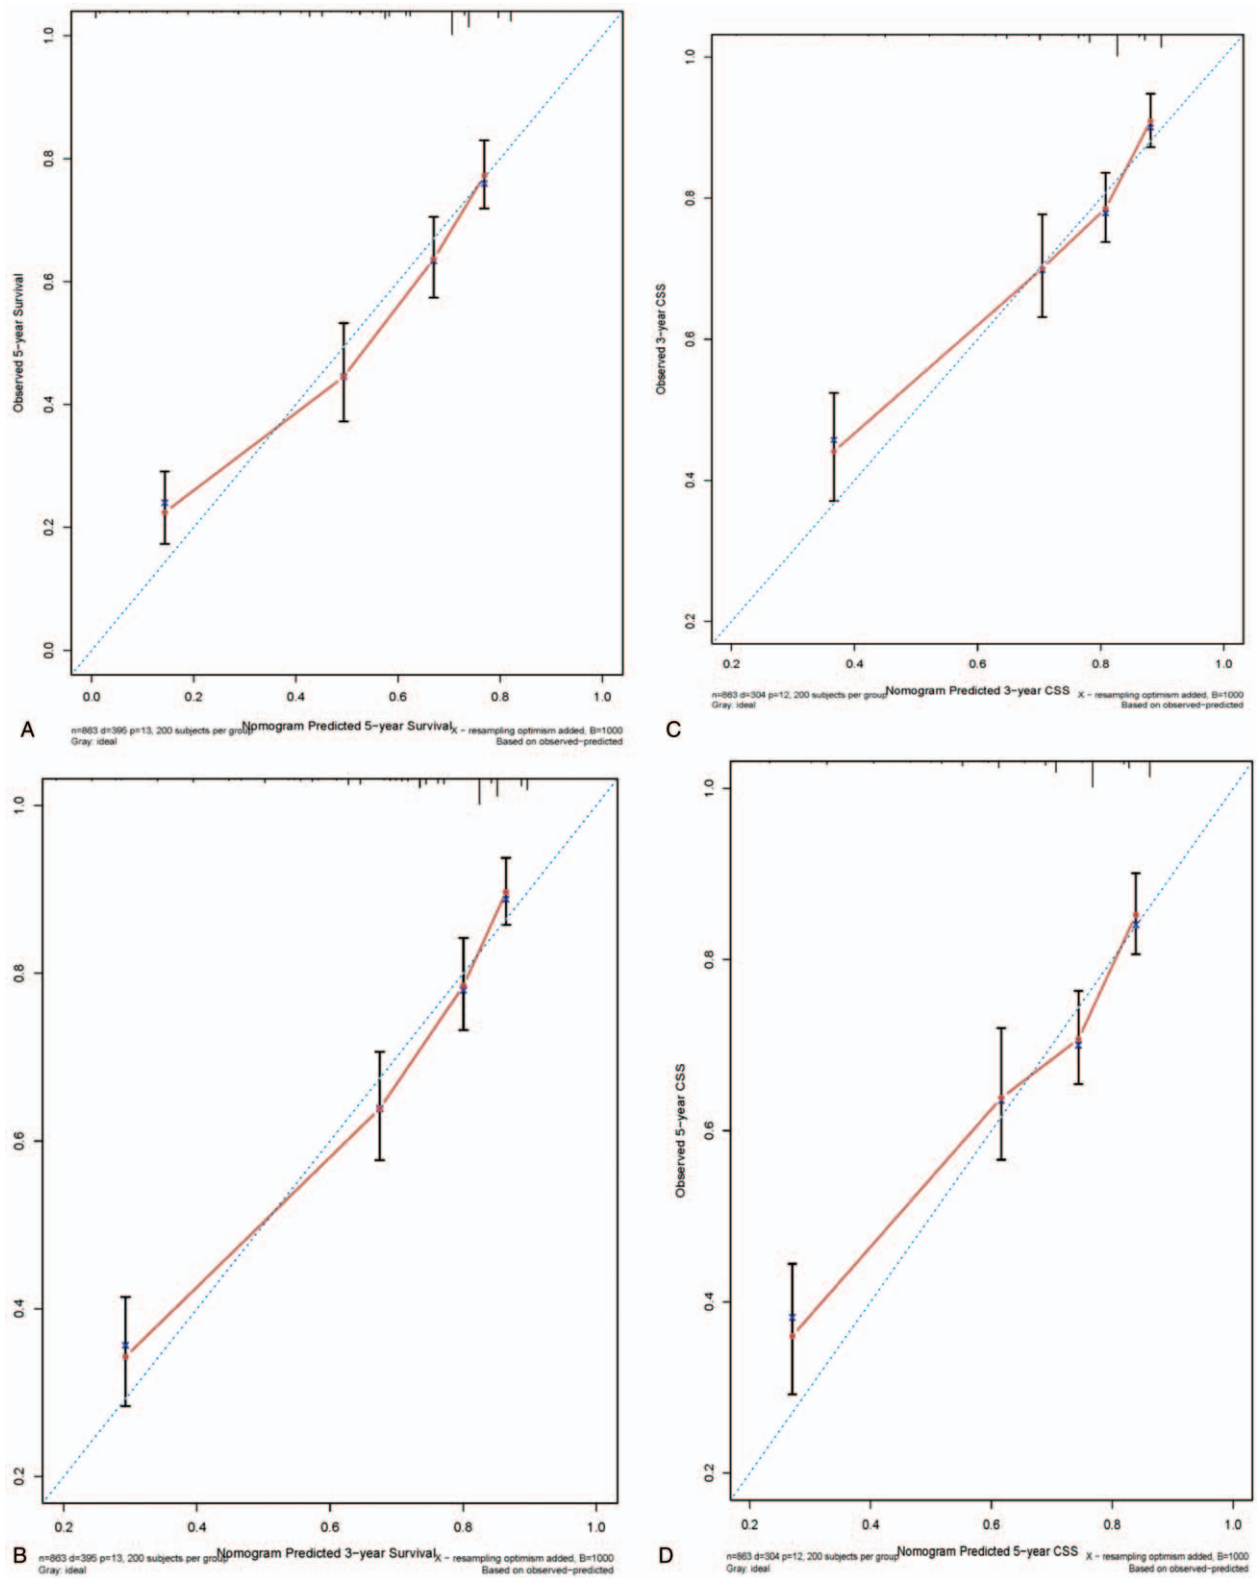 1.0
0.8
0.6
0.4
0.2
0.0
Observed 5-year Survival
0.0 0.2 0.4 0.6 0.8 1.0
Nomogram Predicted 5-year Survival
n=863 d=395 p=13, 200 subjects per group
Gray: ideal
X - resampling optimism added, B=1000
Based on observed-predicted
A
1.0
0.8
0.6
0.4
0.2
Observed 3-year CSS
0.2 0.4 0.6 0.8 1.0
Nomogram Predicted 3-year CSS
n=863 d=304 p=12, 200 subjects per group
Gray: ideal
X - resampling optimism added, B=1000
Based on observed-predicted
C
1.0
0.8
0.6
0.4
0.2
0.2 0.4 0.6 0.8 1.0
Nomogram Predicted 3-year Survival
n=863 d=395 p=13, 200 subjects per group
Gray: ideal
X - resampling optimism added, B=1000
Based on observed-predicted
B
1.0
0.8
0.6
0.4
0.2
Observed 5-year CSS
0.2 0.4 0.6 0.8 1.0
Nomogram Predicted 5-year CSS
n=863 d=304 p=12, 200 subjects per group
Gray: ideal
X - resampling optimism added, B=1000
Based on observed-predicted
D